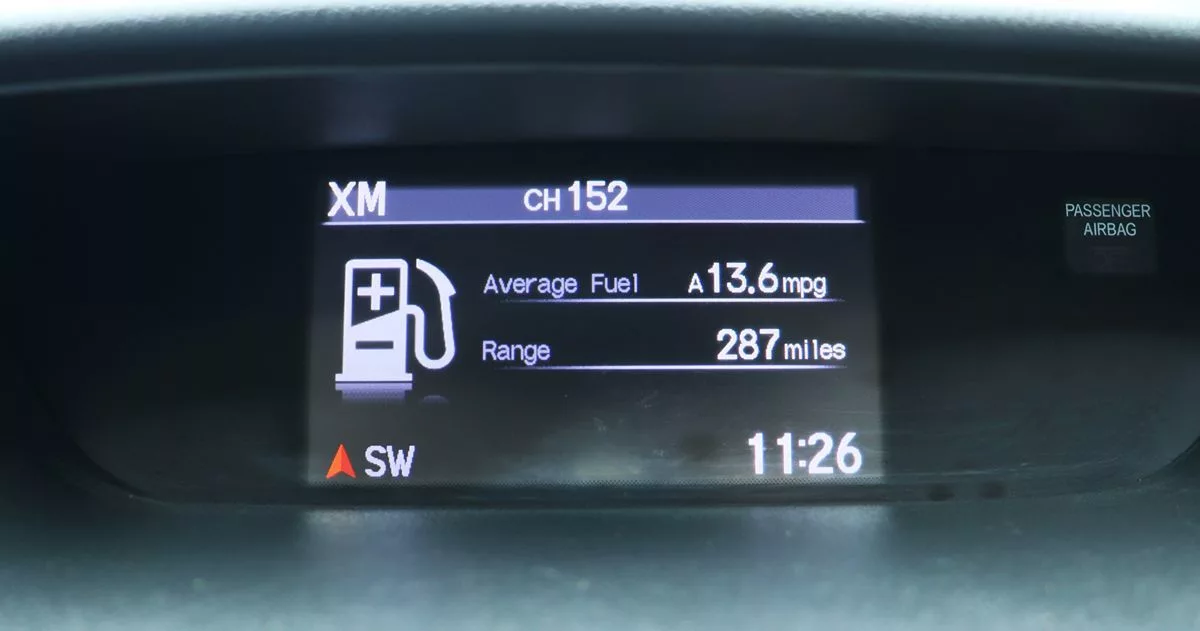 XM CH 152
Average Fuel A 13.6 mpg
Range 287 miles
SW 11:26
PASSENGER
AIRBAG